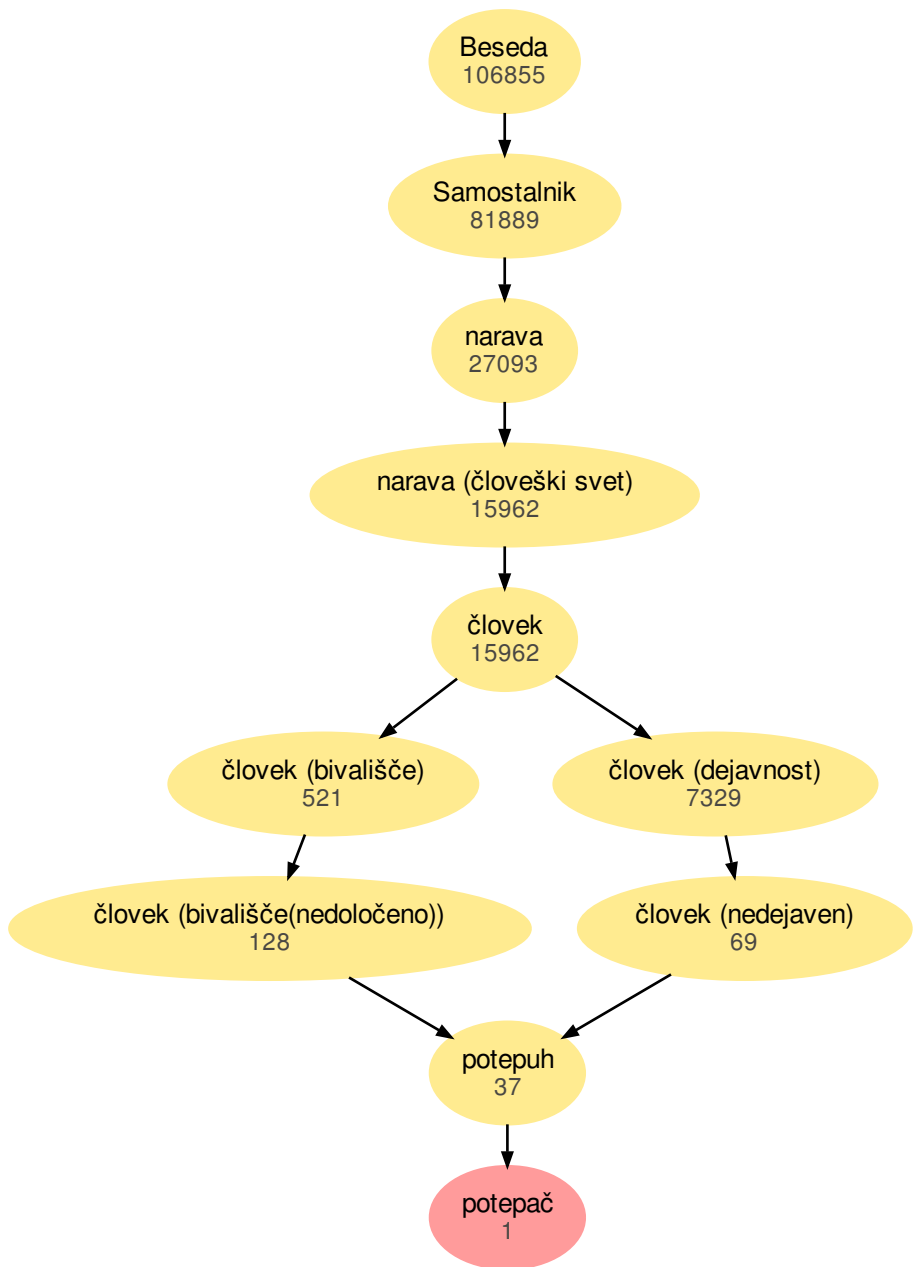 Beseda
106855
Samostalnik
81889
narava
27093
narava (človeški svet)
15962
človek
15962
človek (bivališče)
521
človek (dejavnost)
7329
človek (bivališče(nedoločeno))
128
človek (nedejaven)
69
potepuh
37
potepač
1